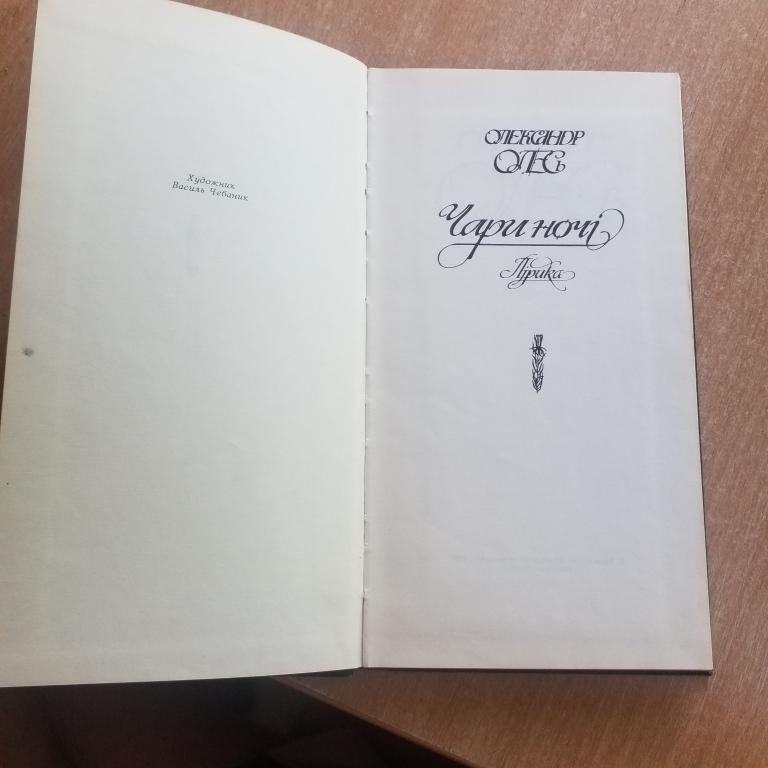 Художник
Василь Чебаник
ОЛЕКСАНДР
ОЛЕСЬ
Чари ночі
Лірика